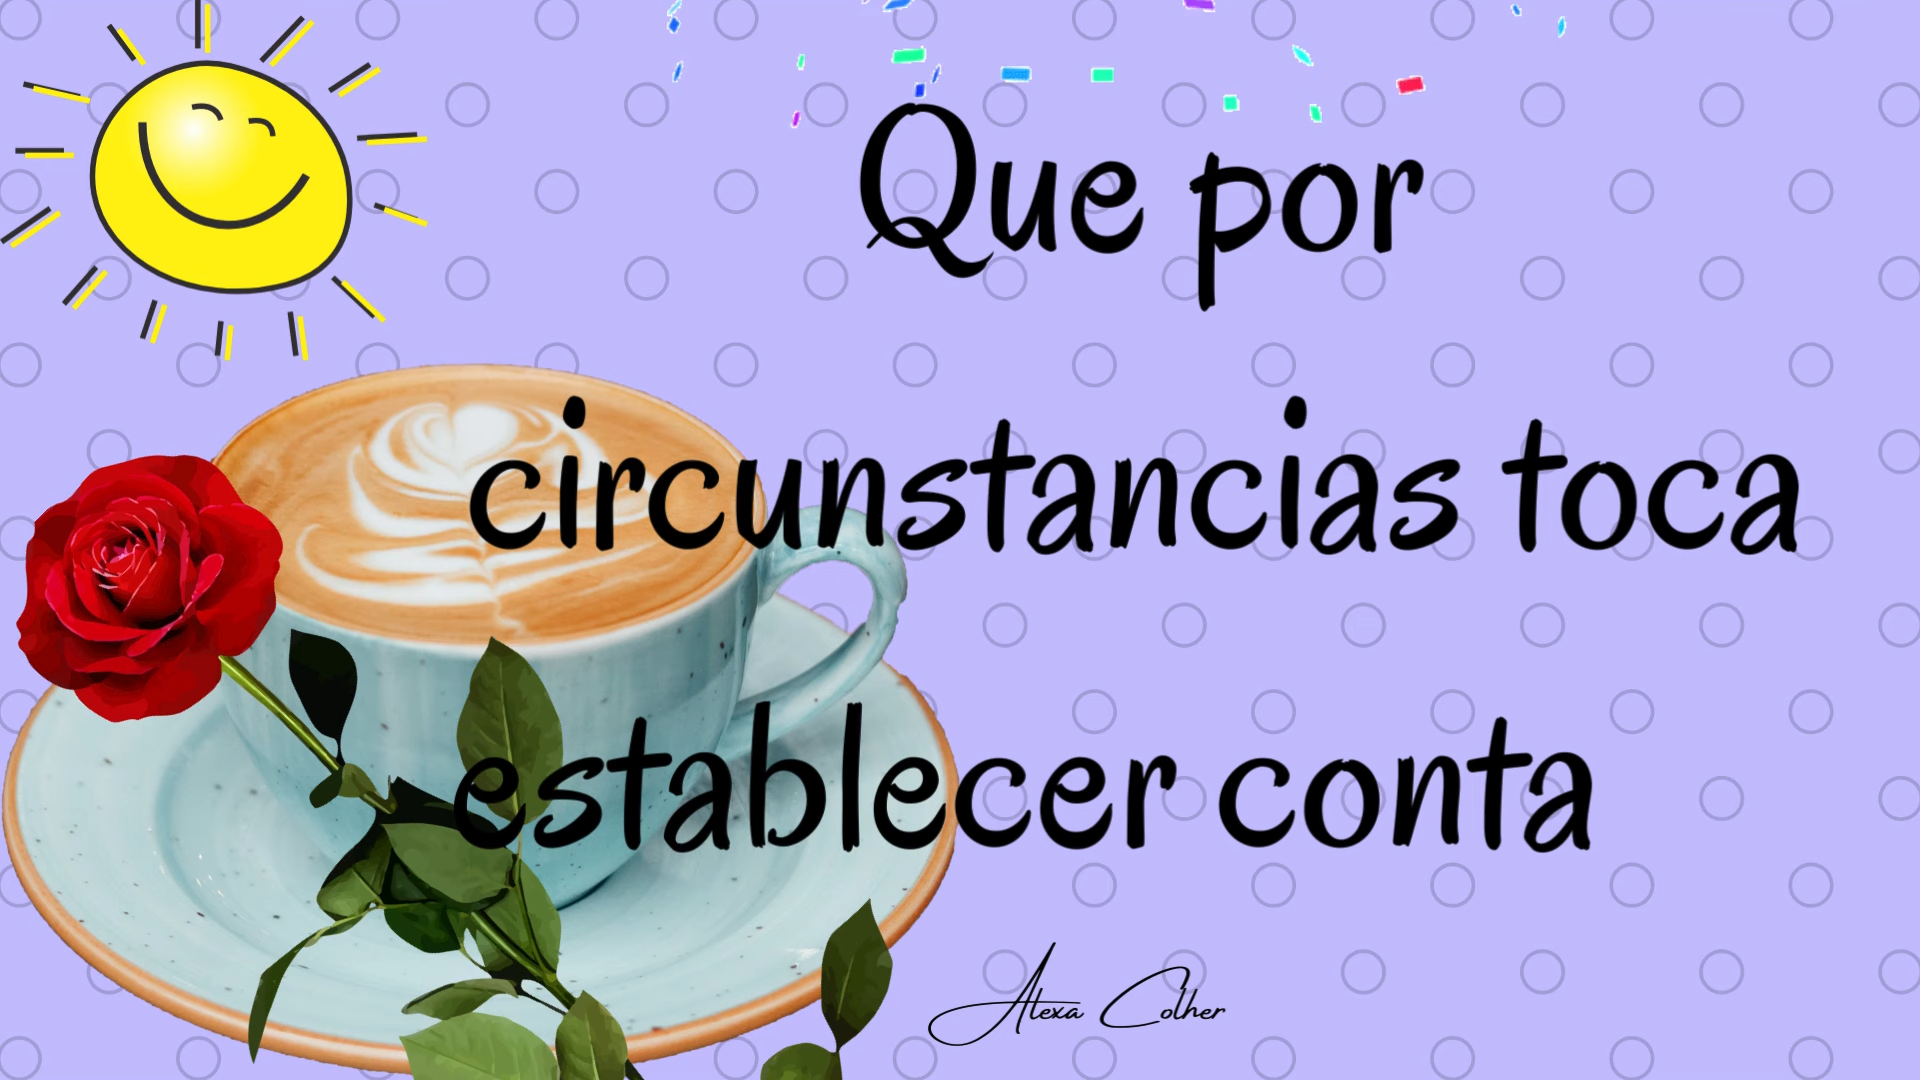 Que por
circunstancias toca
establecer conta
Alexa Colher